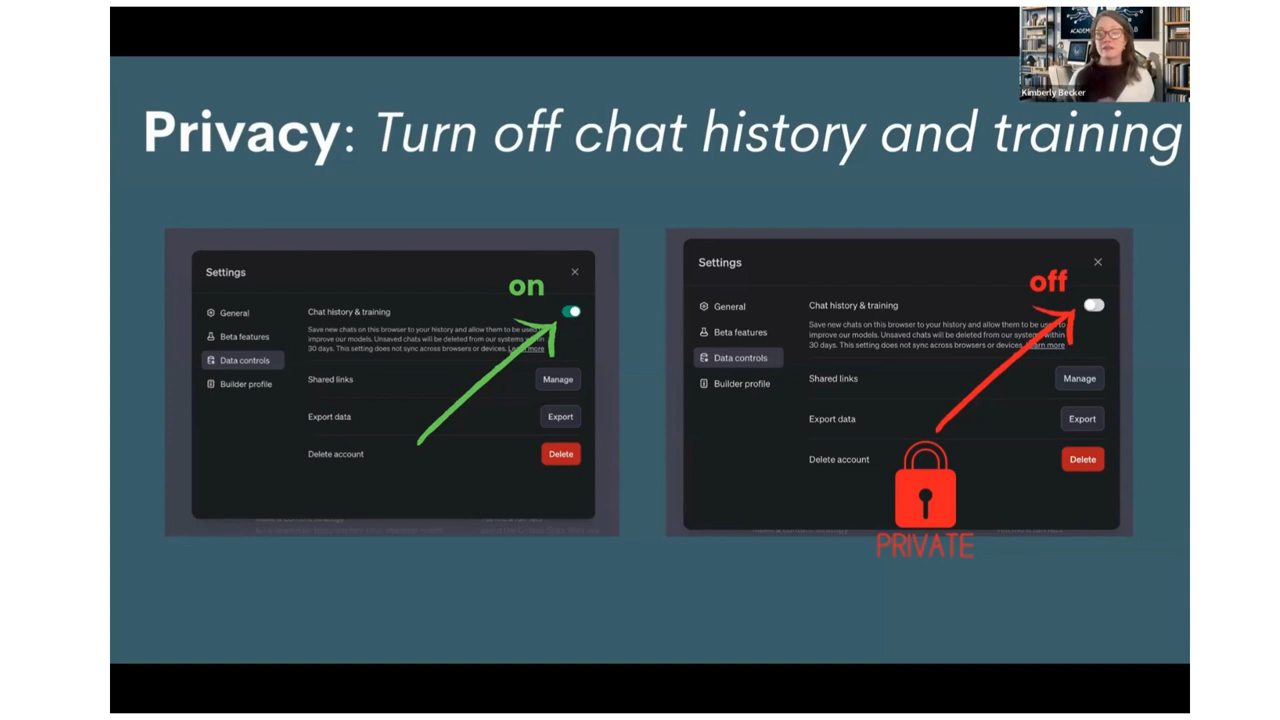 ACADEM
B
Kimberly Becker
Privacy: Turn off chat history and training
Settings
on
General
Beta features
Data controls
Builder profile
Chat history & training
Save new chats on this browser to your history and allow them to be used
improve our models. Unsaved chats will be deleted from our systems within
30 days. This setting does not sync across browsers or devices. Learn more
Shared links
Manage
Export data
Export
Delete account
Delete
Settings
off
General
Beta features
Data controls
Builder profile
Chat history & training
Save new chats on this browser to your history and allow them to be used to
improve our models. Unsaved chats will be deleted from our systems within
30 days. This setting does not sync across browsers or devices. Learn more
Shared links
Manage
Export data
Export
Delete account
Delete
PRIVATE